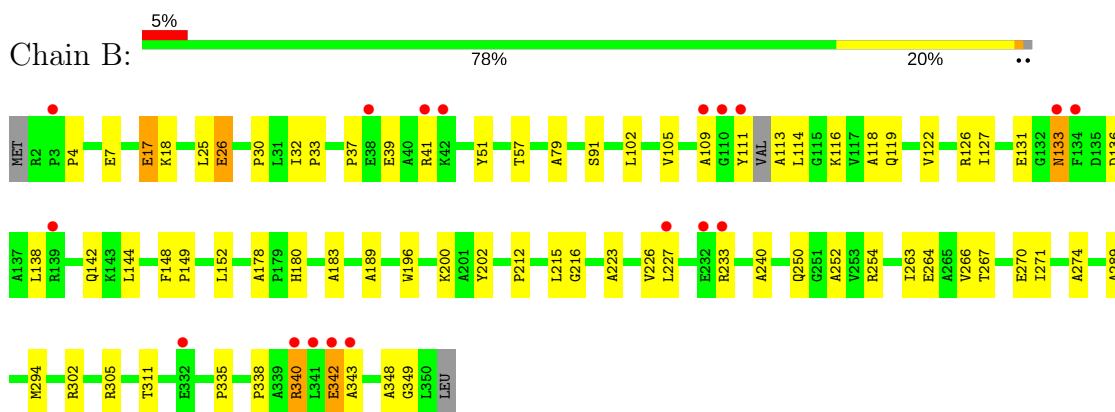 5%
Chain B:
78% 20% ••
MET R2 P3 P4 E7 E17 K18 L25 E26 P30 L31 I32 P33 P37 E38 E39 A40 R41 K42 Y51 T57 A79 S91 L102 V105 A109 G110 Y111 VAL A113 L114 G115 K116 V117 A118 Q119 V122 R126 I127 E131 G132 N133 F134 D135
A137 L138 R139 Q142 K143 L144 F148 P149 L152 A178 P179 H180 A183 A189 W196 K200 A201 Y202 P212 L215 G216 A223 V226 L227 E232 R233 A240 Q250 G251 A252 V253 R254 I263 E264 A265 V266 T267 E270 I271 A274
M294 R302 R305 T311 E332 P335 P338 A339 R340 L341 E342 A343 A348 G349 L350 LEU